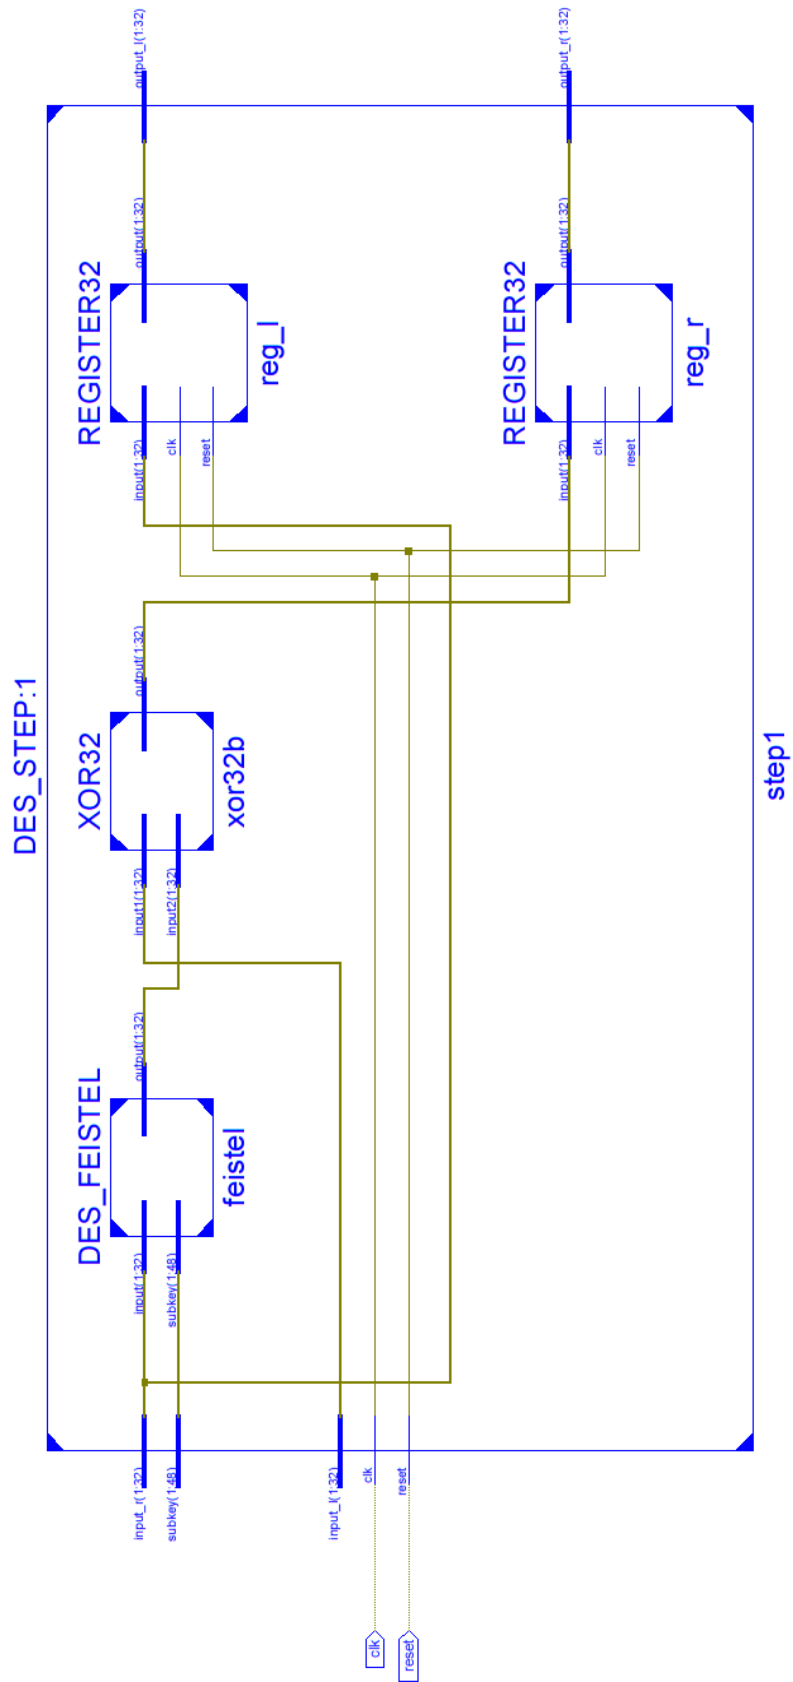 DES_STEP:1
input_r(1:32)
subkey(1:48)
input_l(1:32)
clk
reset
clk
reset
DES_FEISTEL
input(1:32)
subkey(1:48)
output(1:32)
feistel
XOR32
input1(1:32)
input2(1:32)
output(1:32)
xor32b
REGISTER32
input(1:32)
clk
reset
output(1:32)
reg_l
REGISTER32
input(1:32)
clk
reset
output(1:32)
reg_r
output_l(1:32)
output_r(1:32)
step1